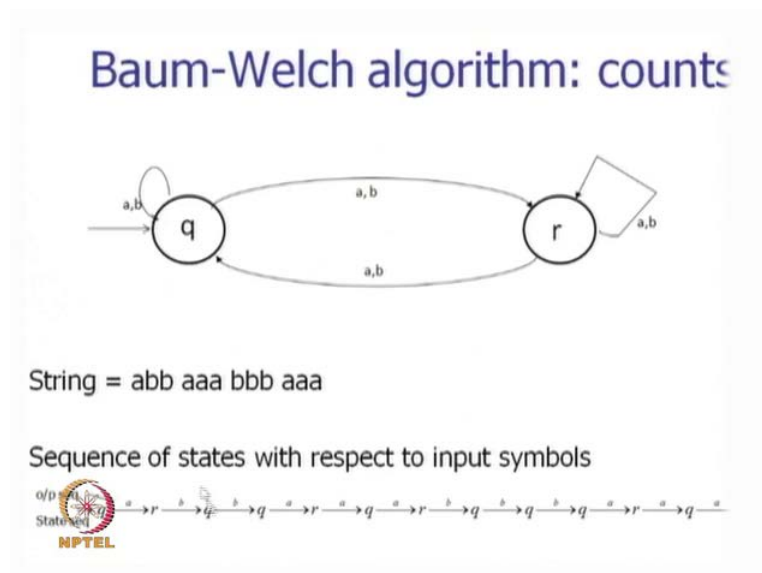 Baum-Welch algorithm: counts
a,b
a,b
q
r
a,b
a,b
String = abb aaa bbb aaa
Sequence of states with respect to input symbols
o/p
a b b a a a b b b a a a
State seq q →r →q →q →r →q →r →q →q →q →r →q
NPTEL